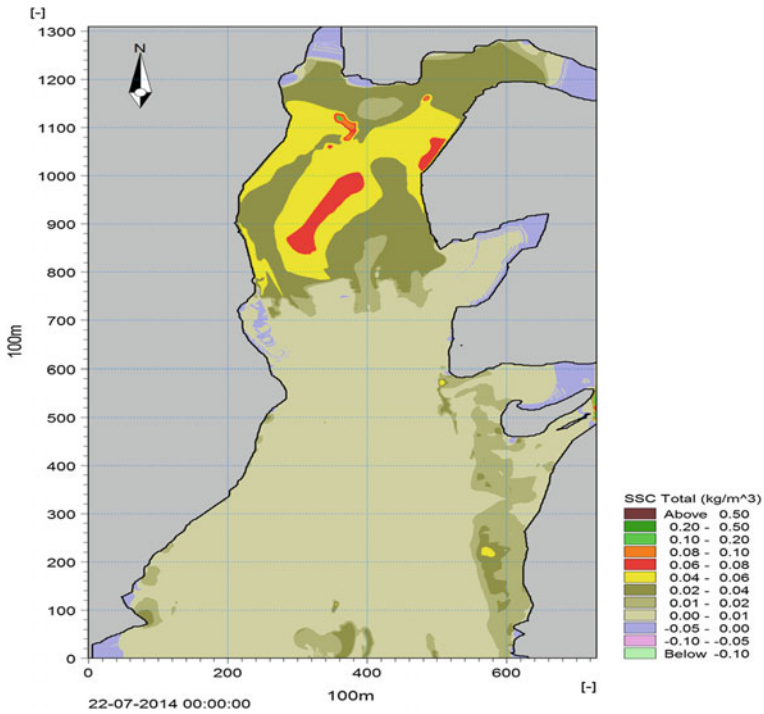 [-]
1300
1200
1100
1000
900
800
700
600
500
400
300
200
100
0
100m
N
0 200 400 600
100m
[-]
22-07-2014 00:00:00
SSC Total (kg/m^3)
Above 0.50
0.20 - 0.50
0.10 - 0.20
0.08 - 0.10
0.06 - 0.08
0.04 - 0.06
0.02 - 0.04
0.01 - 0.02
0.00 - 0.01
-0.05 - 0.00
-0.10 - -0.05
Below -0.10